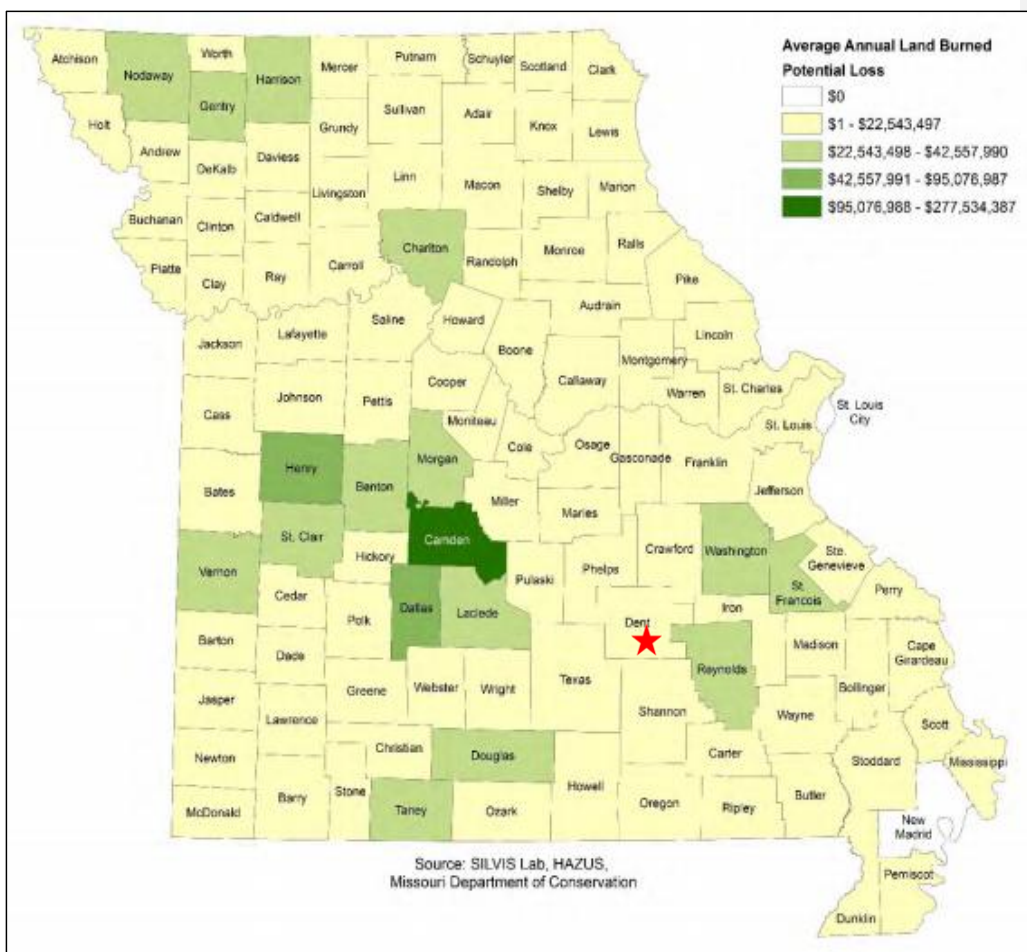 Average Annual Land Burned
Potential Loss
$0
$1 - $22,543,497
$22,543,498 - $42,557,990
$42,557,991 - $95,076,987
$95,076,988 - $277,534,387
Atchison
Nodaway
Worth
Harrison
Mercer
Putnam
Schuyler
Scotland
Clark
Gentry
Sullivan
Adair
Knox
Lewis
Holt
Grundy
Andrew
DeKalb
Daviess
Linn
Macon
Shelby
Marion
Livingston
Buchanan
Clinton
Caldwell
Chariton
Ralls
Monroe
Randolph
Carroll
Platte
Clay
Ray
Pike
Audrain
Saline
Howard
Lafayette
Lincoln
Jackson
Boone
Montgomery
Callaway
Cooper
Warren
St. Charles
Johnson
Pettis
St. Louis
City
Cass
Moniteau
St. Louis
Cole
Osage
Gasconade
Franklin
Morgan
Henry
Benton
Jefferson
Bates
Miller
Maries
St. Clair
Camden
Crawford
Washington
Ste.
Genevieve
Hickory
Phelps
Vernon
Pulaski
St.
Francois
Perry
Cedar
Dallas
Laclede
Iron
Polk
Dent
Barton
Madison
Cape
Girardeau
Dade
Reynolds
Texas
Greene
Webster
Wright
Bollinger
Jasper
Shannon
Wayne
Lawrence
Scott
Christian
Douglas
Carter
Newton
Stoddard
Mississippi
Howell
Stone
Barry
Butler
Oregon
Ripley
McDonald
Taney
Ozark
New
Madrid
Pemiscot
Dunklin
Source: SILVIS Lab, HAZUS,
Missouri Department of Conservation